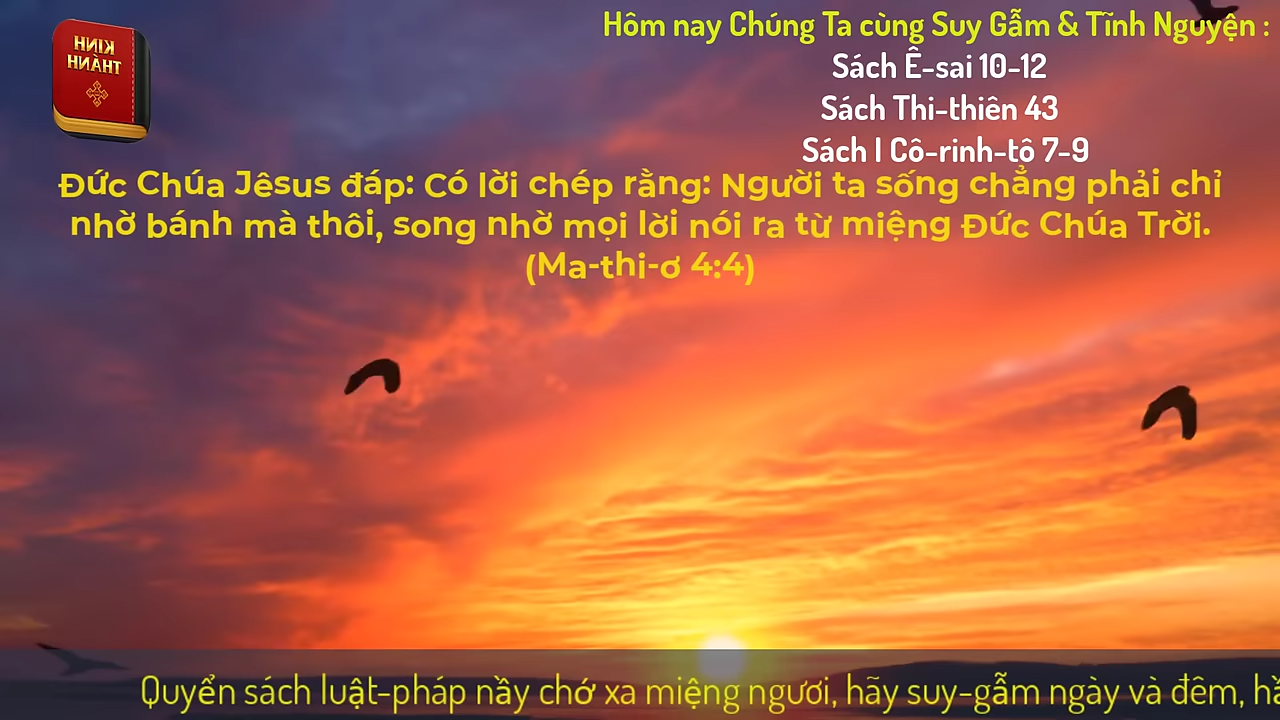 KINH
THÁNH
Hôm nay Chúng Ta cùng Suy Gẫm & Tĩnh Nguyện :
Sách Ê-sai 10-12
Sách Thi-thiên 43
Sách I Cô-rinh-tô 7-9
Đức Chúa Jêsus đáp: Có lời chép rằng: Người ta sống chẳng phải chỉ
nhờ bánh mà thôi, song nhờ mọi lời nói ra từ miệng Đức Chúa Trời.
(Ma-thi-ơ 4:4)
Quyển sách luật-pháp nầy chớ xa miệng ngươi, hãy suy-gẫm ngày và đêm,